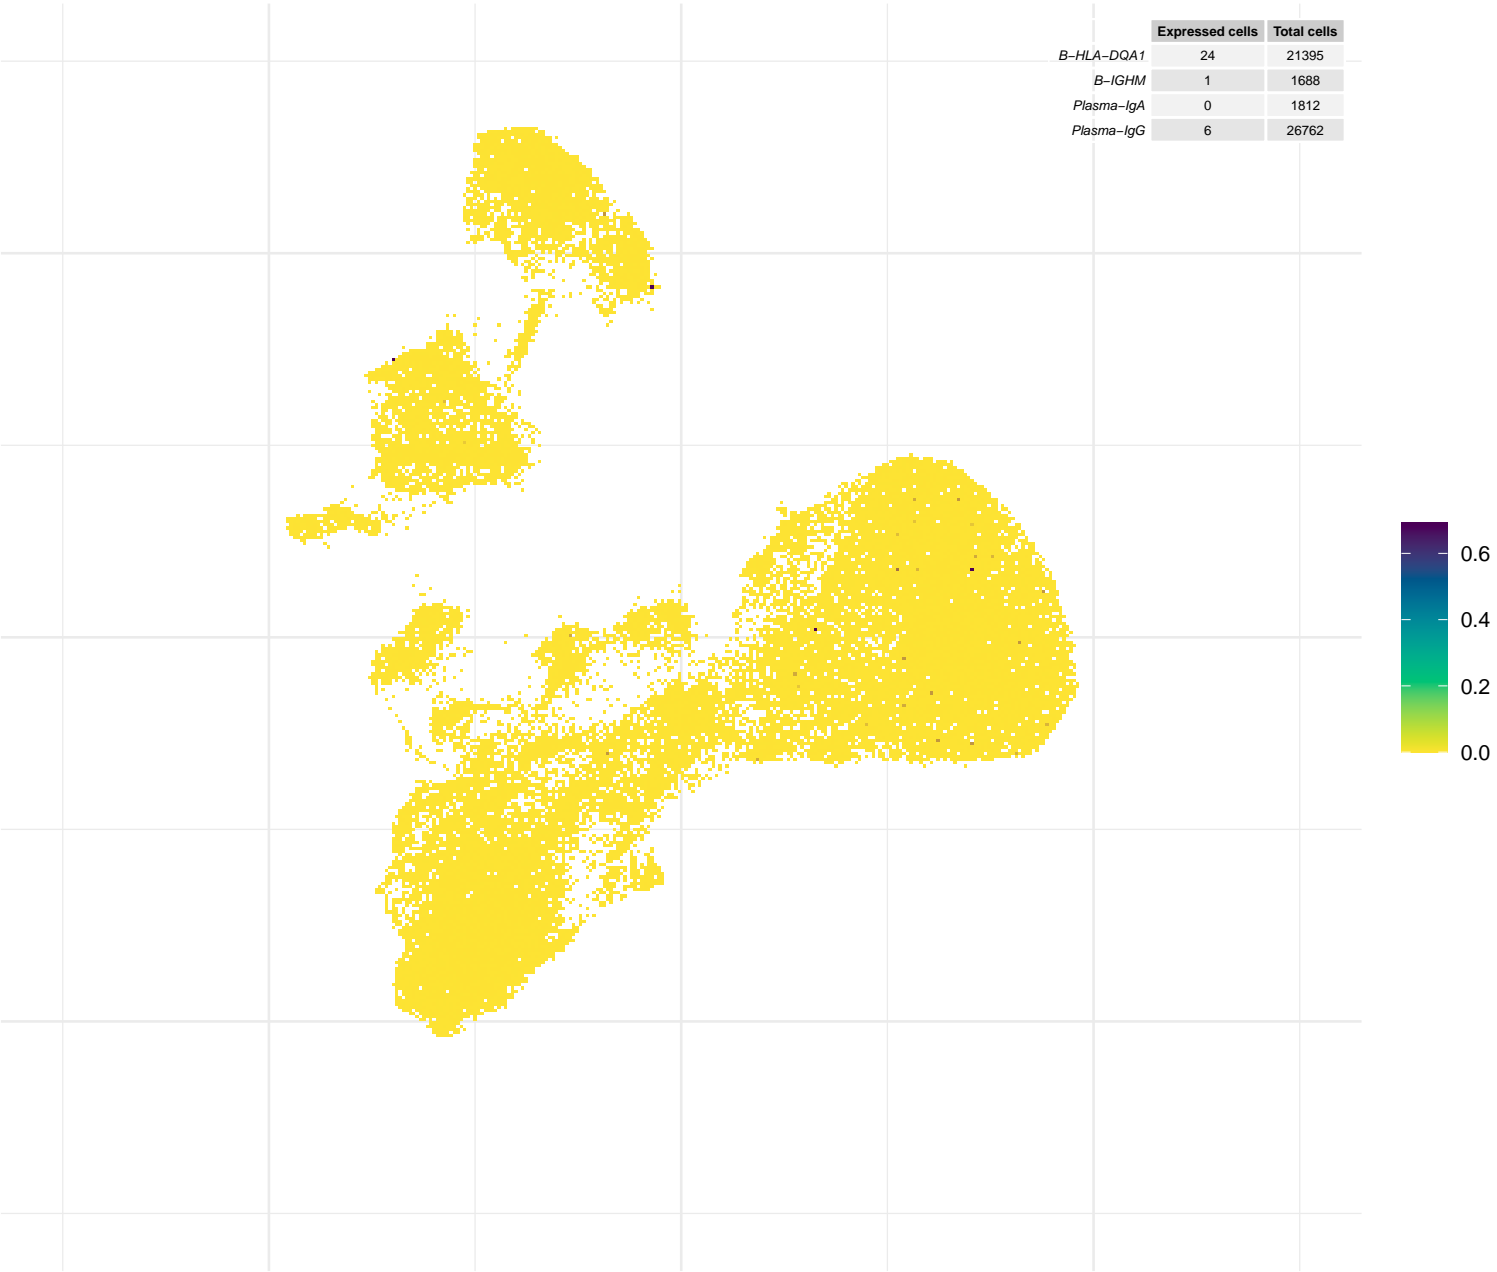 Expressed cells Total cells
B−HLA−DQA1 24 21395
B−IGHM 1 1688
Plasma−IgA 0 1812
Plasma−IgG 6 26762
0.6
0.4
0.2
0.0